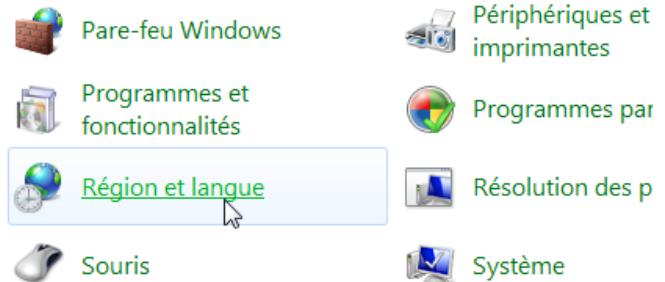 Pare-feu Windows
Périphériques et
imprimantes
Programmes et
fonctionnalités
Programmes par
Région et langue
Résolution des p
Souris
Système